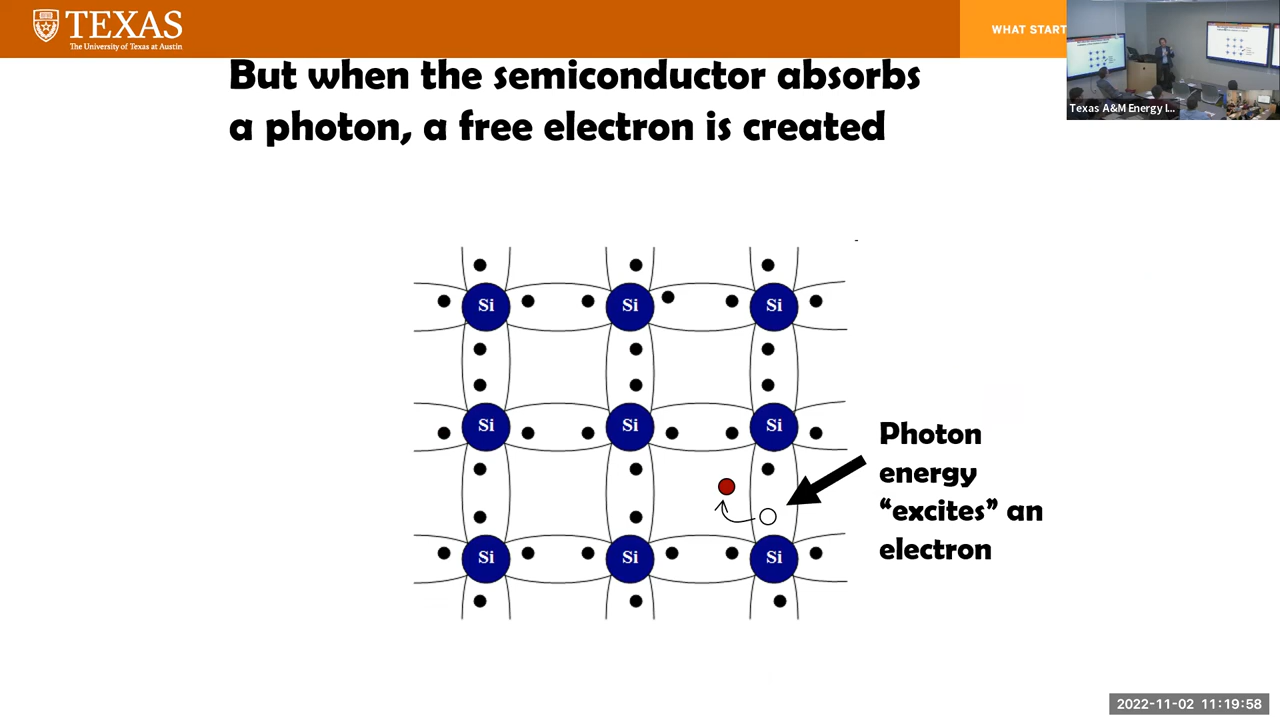 TEXAS
The University of Texas at Austin
WHAT START
Texas A&M Energy I...
But when the semiconductor absorbs
a photon, a free electron is created
Si
Si
Si
Si
Si
Si
Si
Si
Si
Photon
energy
“excites” an
electron
2022-11-02 11:19:58